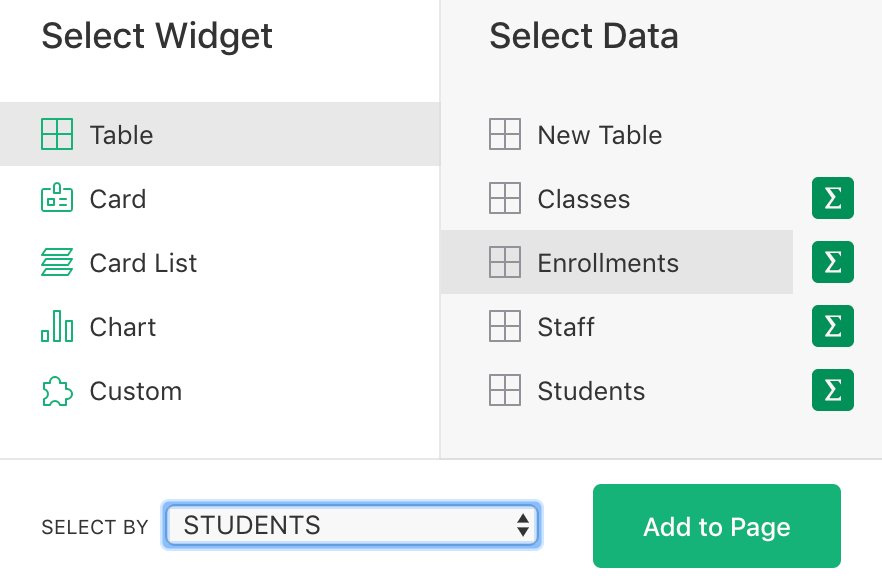 Select Widget
Table
Card
Card List
Chart
Custom
Select Data
New Table
Classes Σ
Enrollments Σ
Staff Σ
Students Σ
SELECT BY STUDENTS
Add to Page